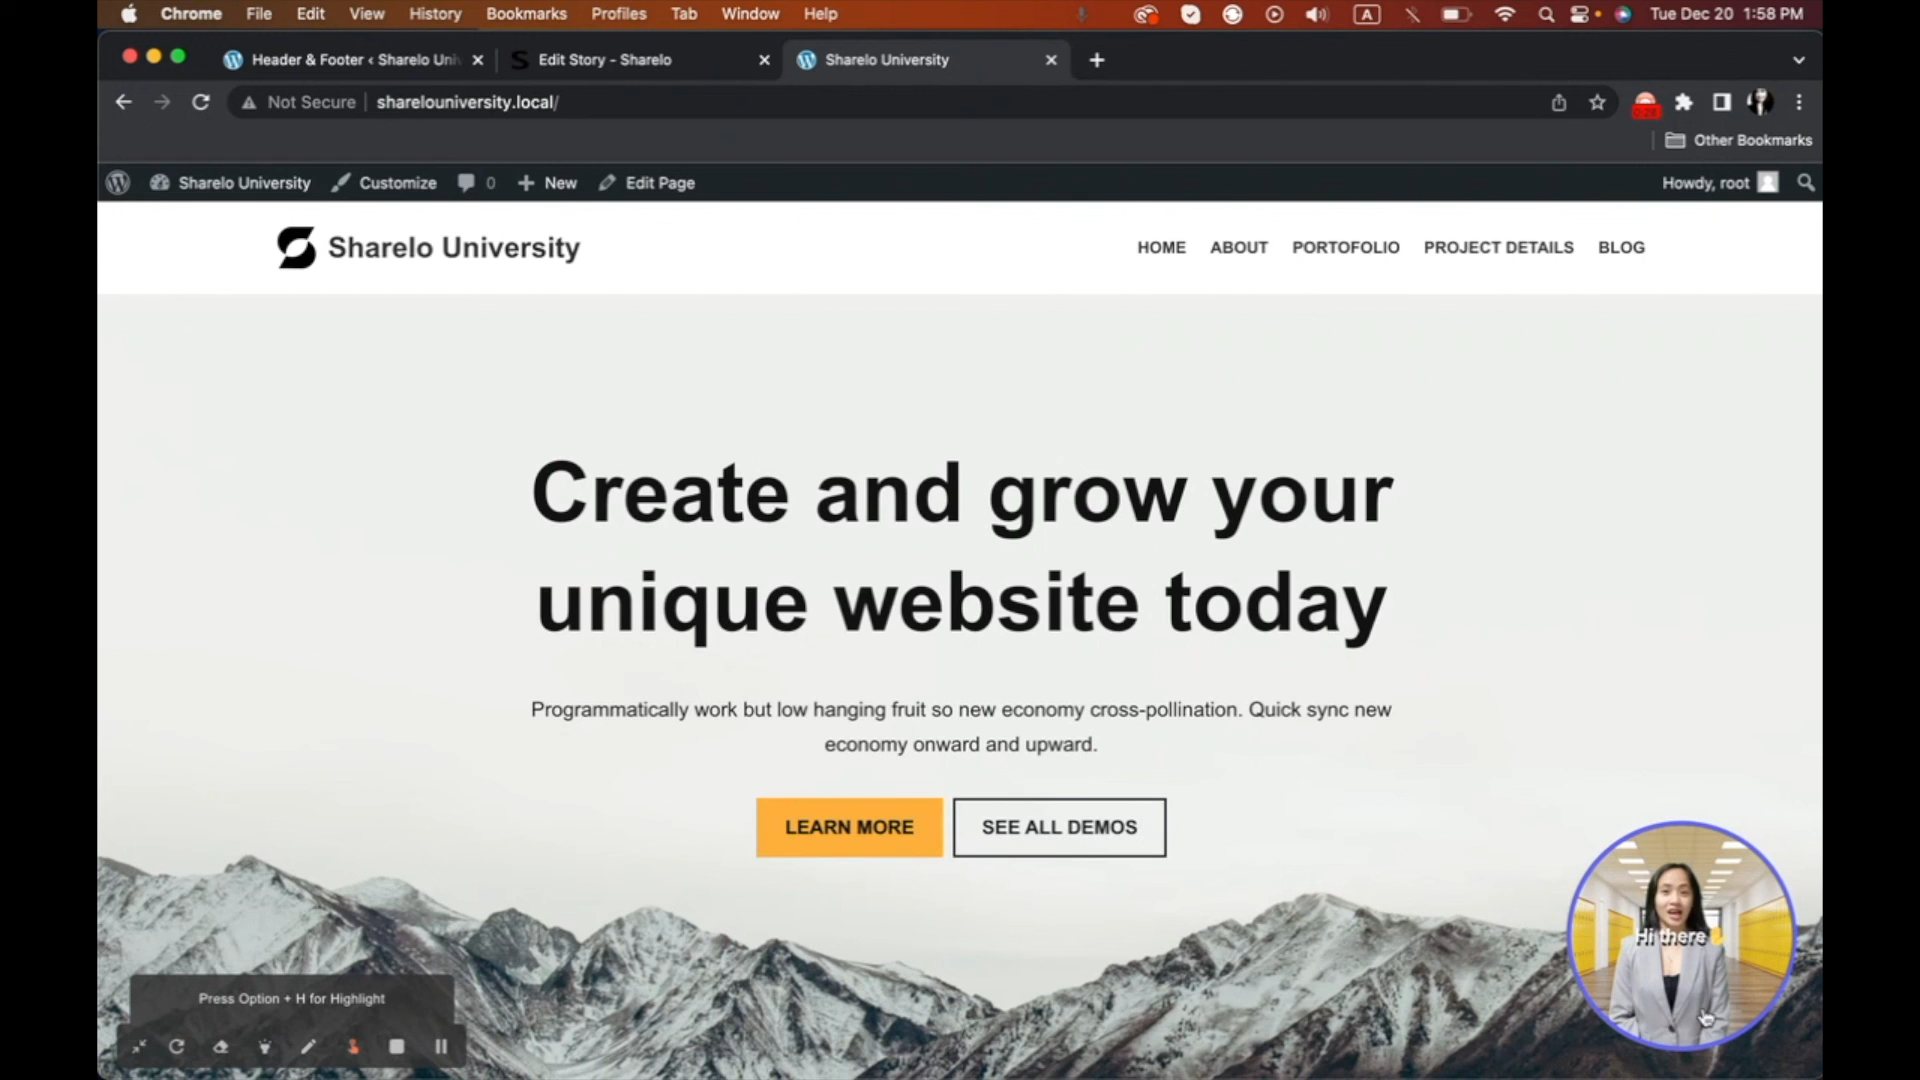 Chrome File Edit View History Bookmarks Profiles Tab Window Help
A Tue Dec 20 1:58 PM
Header & Footer ‹ Sharelo Uni
Edit Story - Sharelo
Sharelo University
Not Secure sharelouniversity.local/
Other Bookmarks
Sharelo University Customize 0 New Edit Page
Howdy, root
Sharelo University
HOME ABOUT PORTOFOLIO PROJECT DETAILS BLOG
Create and grow your
unique website today
Programmatically work but low hanging fruit so new economy cross-pollination. Quick sync new
economy onward and upward.
LEARN MORE
SEE ALL DEMOS
Hi there
Press Option + H for Highlight